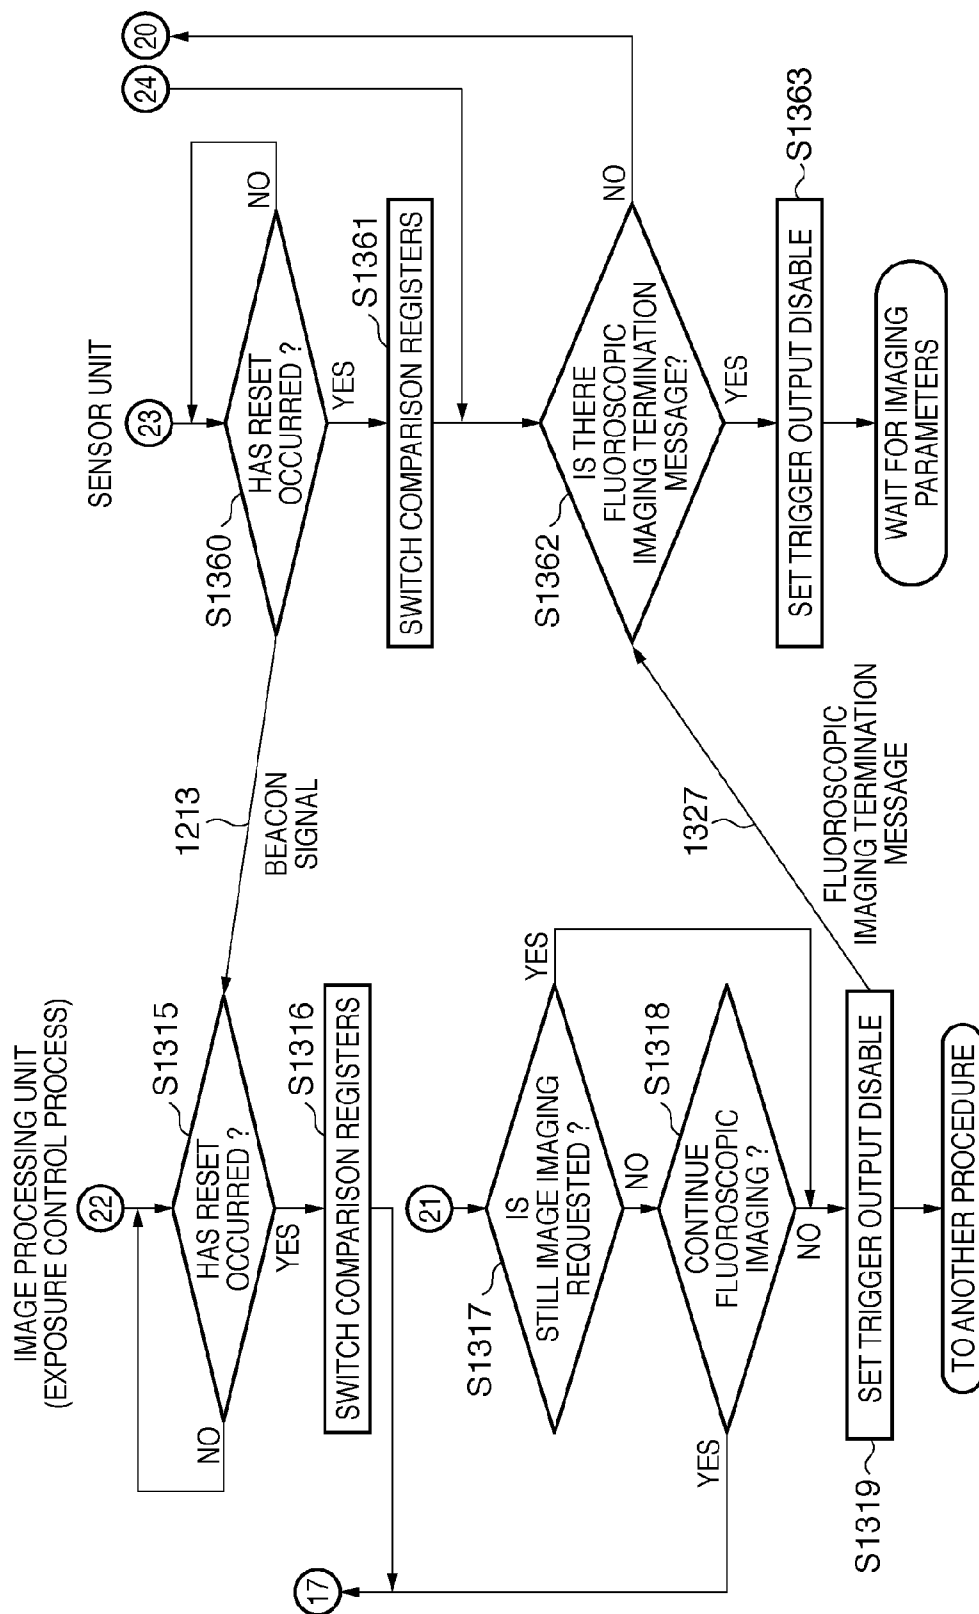 IMAGE PROCESSING UNIT
(EXPOSURE CONTROL PROCESS)
22
HAS RESET
OCCURRED ?
S1315
NO
YES
SWITCH COMPARISON REGISTERS
S1316
17
21
IS
STILL IMAGE IMAGING
REQUESTED ?
S1317
YES
NO
CONTINUE
FLUOROSCOPIC
IMAGING ?
S1318
YES
NO
SET TRIGGER OUTPUT DISABLE
S1319
TO ANOTHER PROCEDURE
1213
BEACON
SIGNAL
1327
FLUOROSCOPIC
IMAGING TERMINATION
MESSAGE
SENSOR UNIT
23
24
20
HAS RESET
OCCURRED ?
S1360
NO
YES
SWITCH COMPARISON REGISTERS
S1361
IS THERE
FLUOROSCOPIC
IMAGING TERMINATION
MESSAGE?
S1362
NO
YES
SET TRIGGER OUTPUT DISABLE
S1363
WAIT FOR IMAGING
PARAMETERS